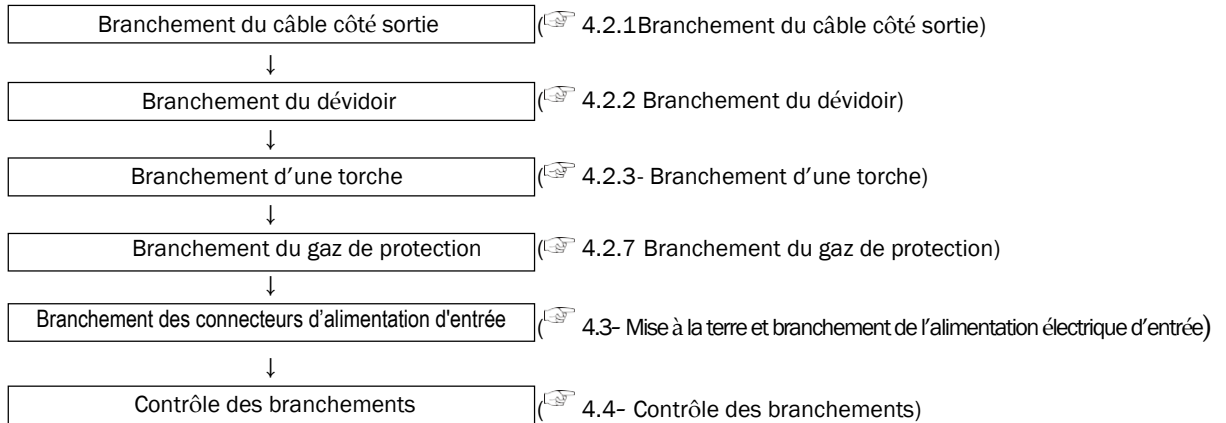 Branchement du câble côté sortie (☞ 4.2.1Branchement du câble côté sortie)
↓
Branchement du dévidoir (☞ 4.2.2 Branchement du dévidoir)
↓
Branchement d’une torche (☞ 4.2.3- Branchement d’une torche)
↓
Branchement du gaz de protection (☞ 4.2.7 Branchement du gaz de protection)
↓
Branchement des connecteurs d’alimentation d'entrée (☞ 4.3- Mise à la terre et branchement de l’alimentation électrique d’entrée)
↓
Contrôle des branchements (☞ 4.4- Contrôle des branchements)